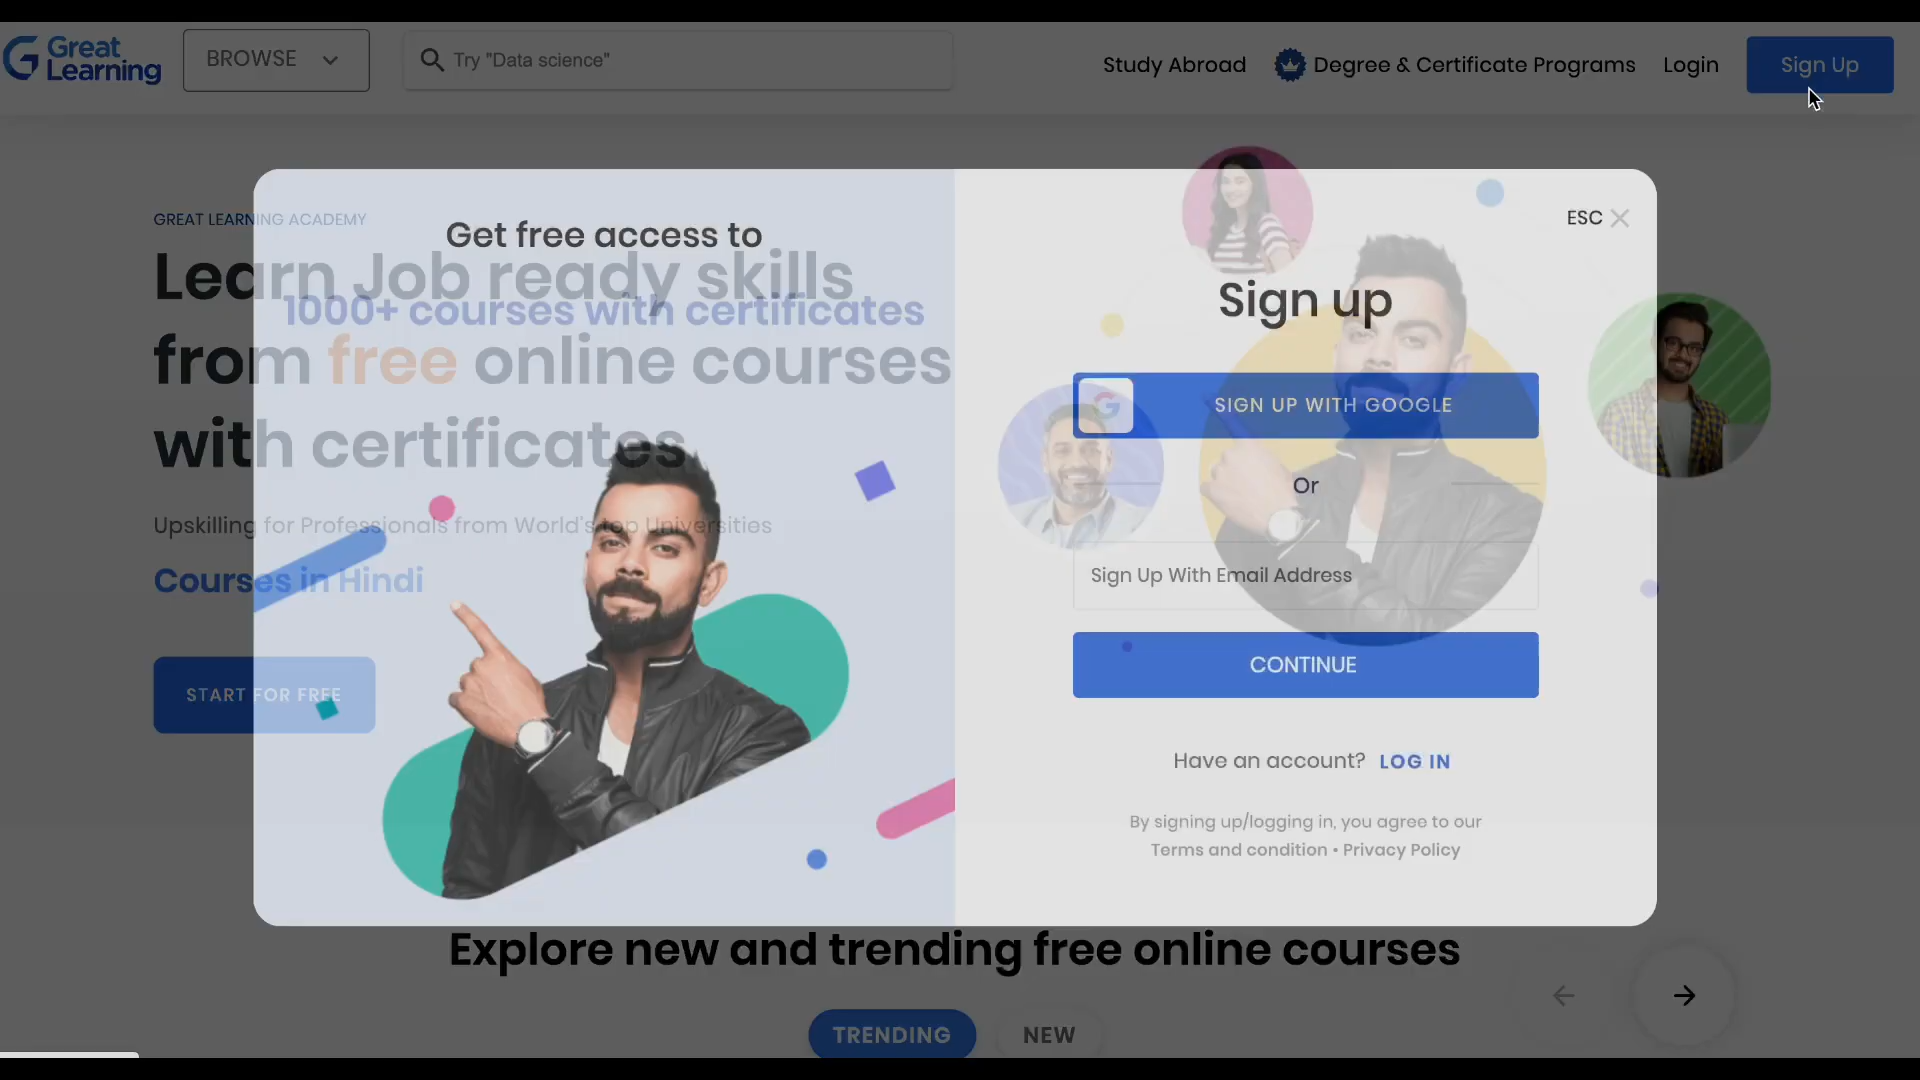 Great
Learning
BROWSE
Try "Data science"
Study Abroad
Degree & Certificate Programs
Login
Sign Up
GREAT LEARNING ACADEMY
Learn Job ready skills
from free online courses
with certificates
Upskilling for Professionals from World's top Universities
Courses in Hindi
START FOR FREE
Get free access to
1000+ courses with certificates
ESC
Sign up
SIGN UP WITH GOOGLE
Or
Sign Up With Email Address
CONTINUE
Have an account? LOG IN
By signing up/logging in, you agree to our
Terms and condition • Privacy Policy
Explore new and trending free online courses
TRENDING
NEW